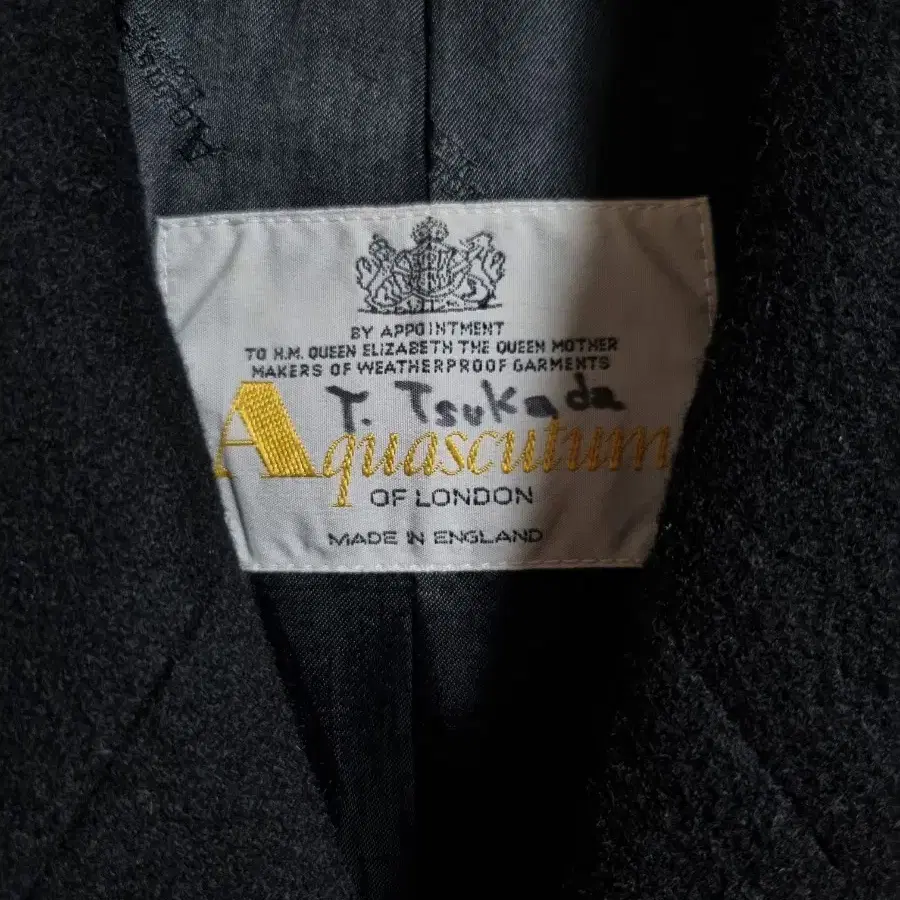 BY APPOINTMENT
TO H.M. QUEEN ELIZABETH THE QUEEN MOTHER
MAKERS OF WEATHERPROOF GARMENTS
T. Tsukada
Aquascutum
OF LONDON
MADE IN ENGLAND